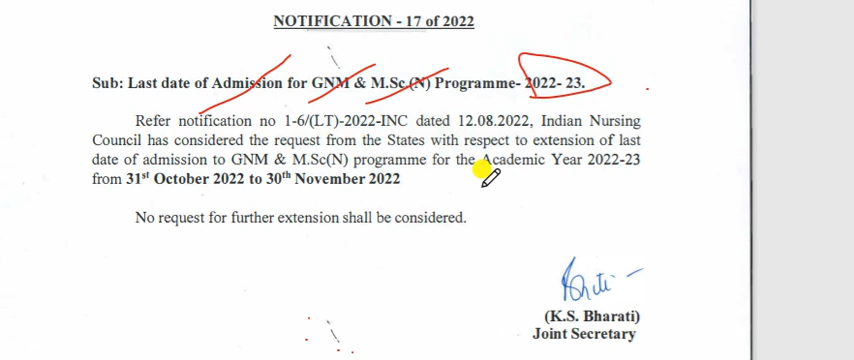 NOTIFICATION - 17 of 2022
Sub: Last date of Admission for GNM & M.Sc.(N) Programme- 2022- 23.
Refer notification no 1-6/(LT)-2022-INC dated 12.08.2022, Indian Nursing
Council has considered the request from the States with respect to extension of last
date of admission to GNM & M.Sc(N) programme for the Academic Year 2022-23
from 31st October 2022 to 30th November 2022
No request for further extension shall be considered.
(K.S. Bharati)
Joint Secretary